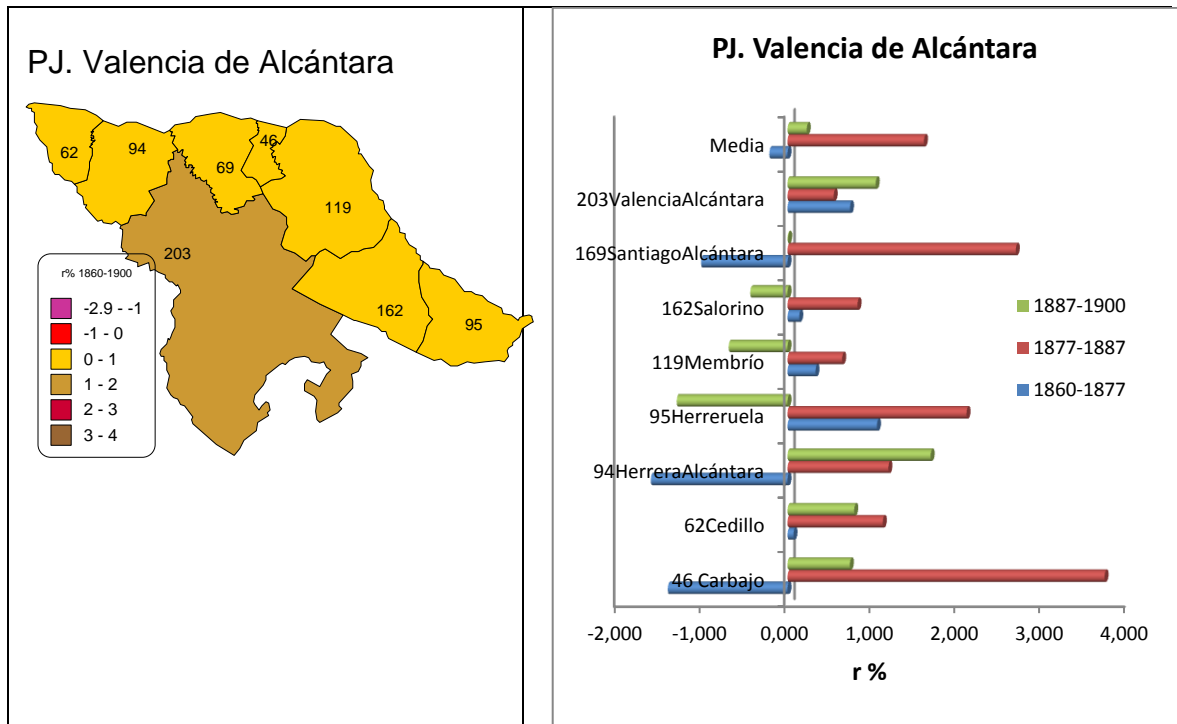 PJ. Valencia de Alcántara
62
94
69
46
119
203
162
95
r% 1860-1900
-2.9 - -1
-1 - 0
0 - 1
1 - 2
2 - 3
3 - 4
PJ. Valencia de Alcántara
Media
203ValenciaAlcántara
169SantiagoAlcántara
162Salorino
119Membrío
95Herreruela
94HerreraAlcántara
62Cedillo
46 Carbajo
1887-1900
1877-1887
1860-1877
-2,000 -1,000 0,000 1,000 2,000 3,000 4,000
r %